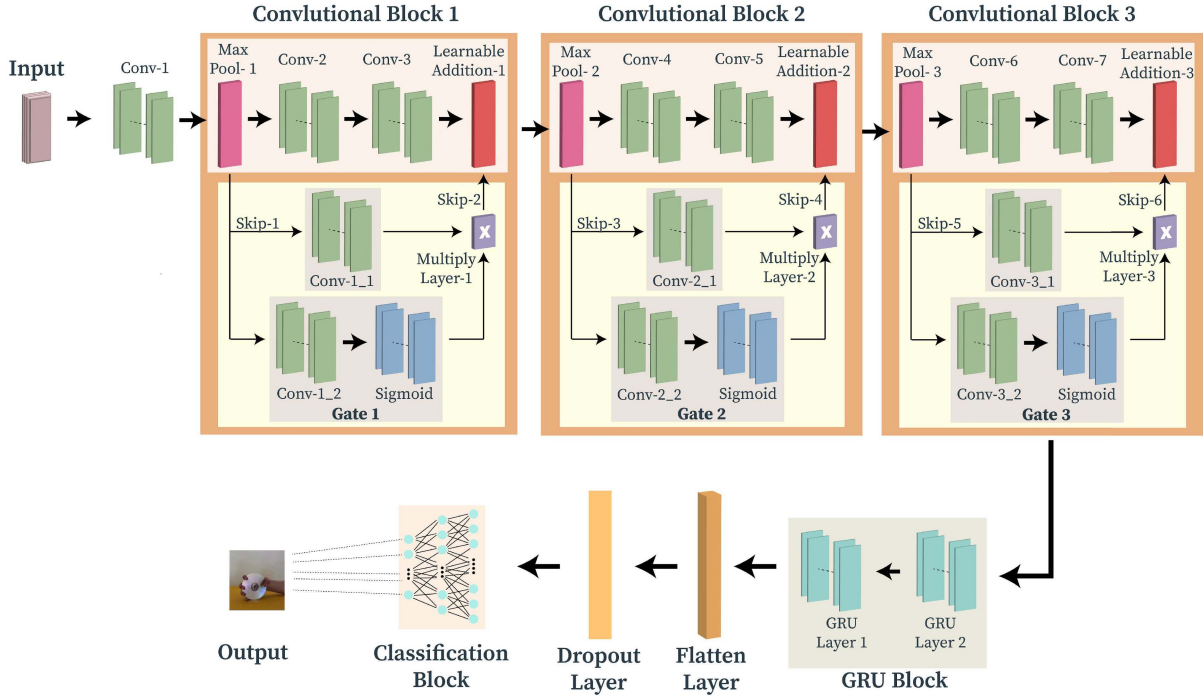 Convlutional Block 1
Convlutional Block 2
Convlutional Block 3
Input
Conv-1
Max
Pool- 1
Conv-2
Conv-3
Learnable
Addition-1
Skip-1
Skip-2
Conv-1_1
Multiply
Layer-1
X
Conv-1_2
Sigmoid
Gate 1
Max
Pool- 2
Conv-4
Conv-5
Learnable
Addition-2
Skip-3
Skip-4
Conv-2_1
Multiply
Layer-2
X
Conv-2_2
Sigmoid
Gate 2
Max
Pool- 3
Conv-6
Conv-7
Learnable
Addition-3
Skip-5
Skip-6
Conv-3_1
Multiply
Layer-3
X
Conv-3_2
Sigmoid
Gate 3
Output
Classification
Block
Dropout
Layer
Flatten
Layer
GRU
Layer 1
GRU
Layer 2
GRU Block